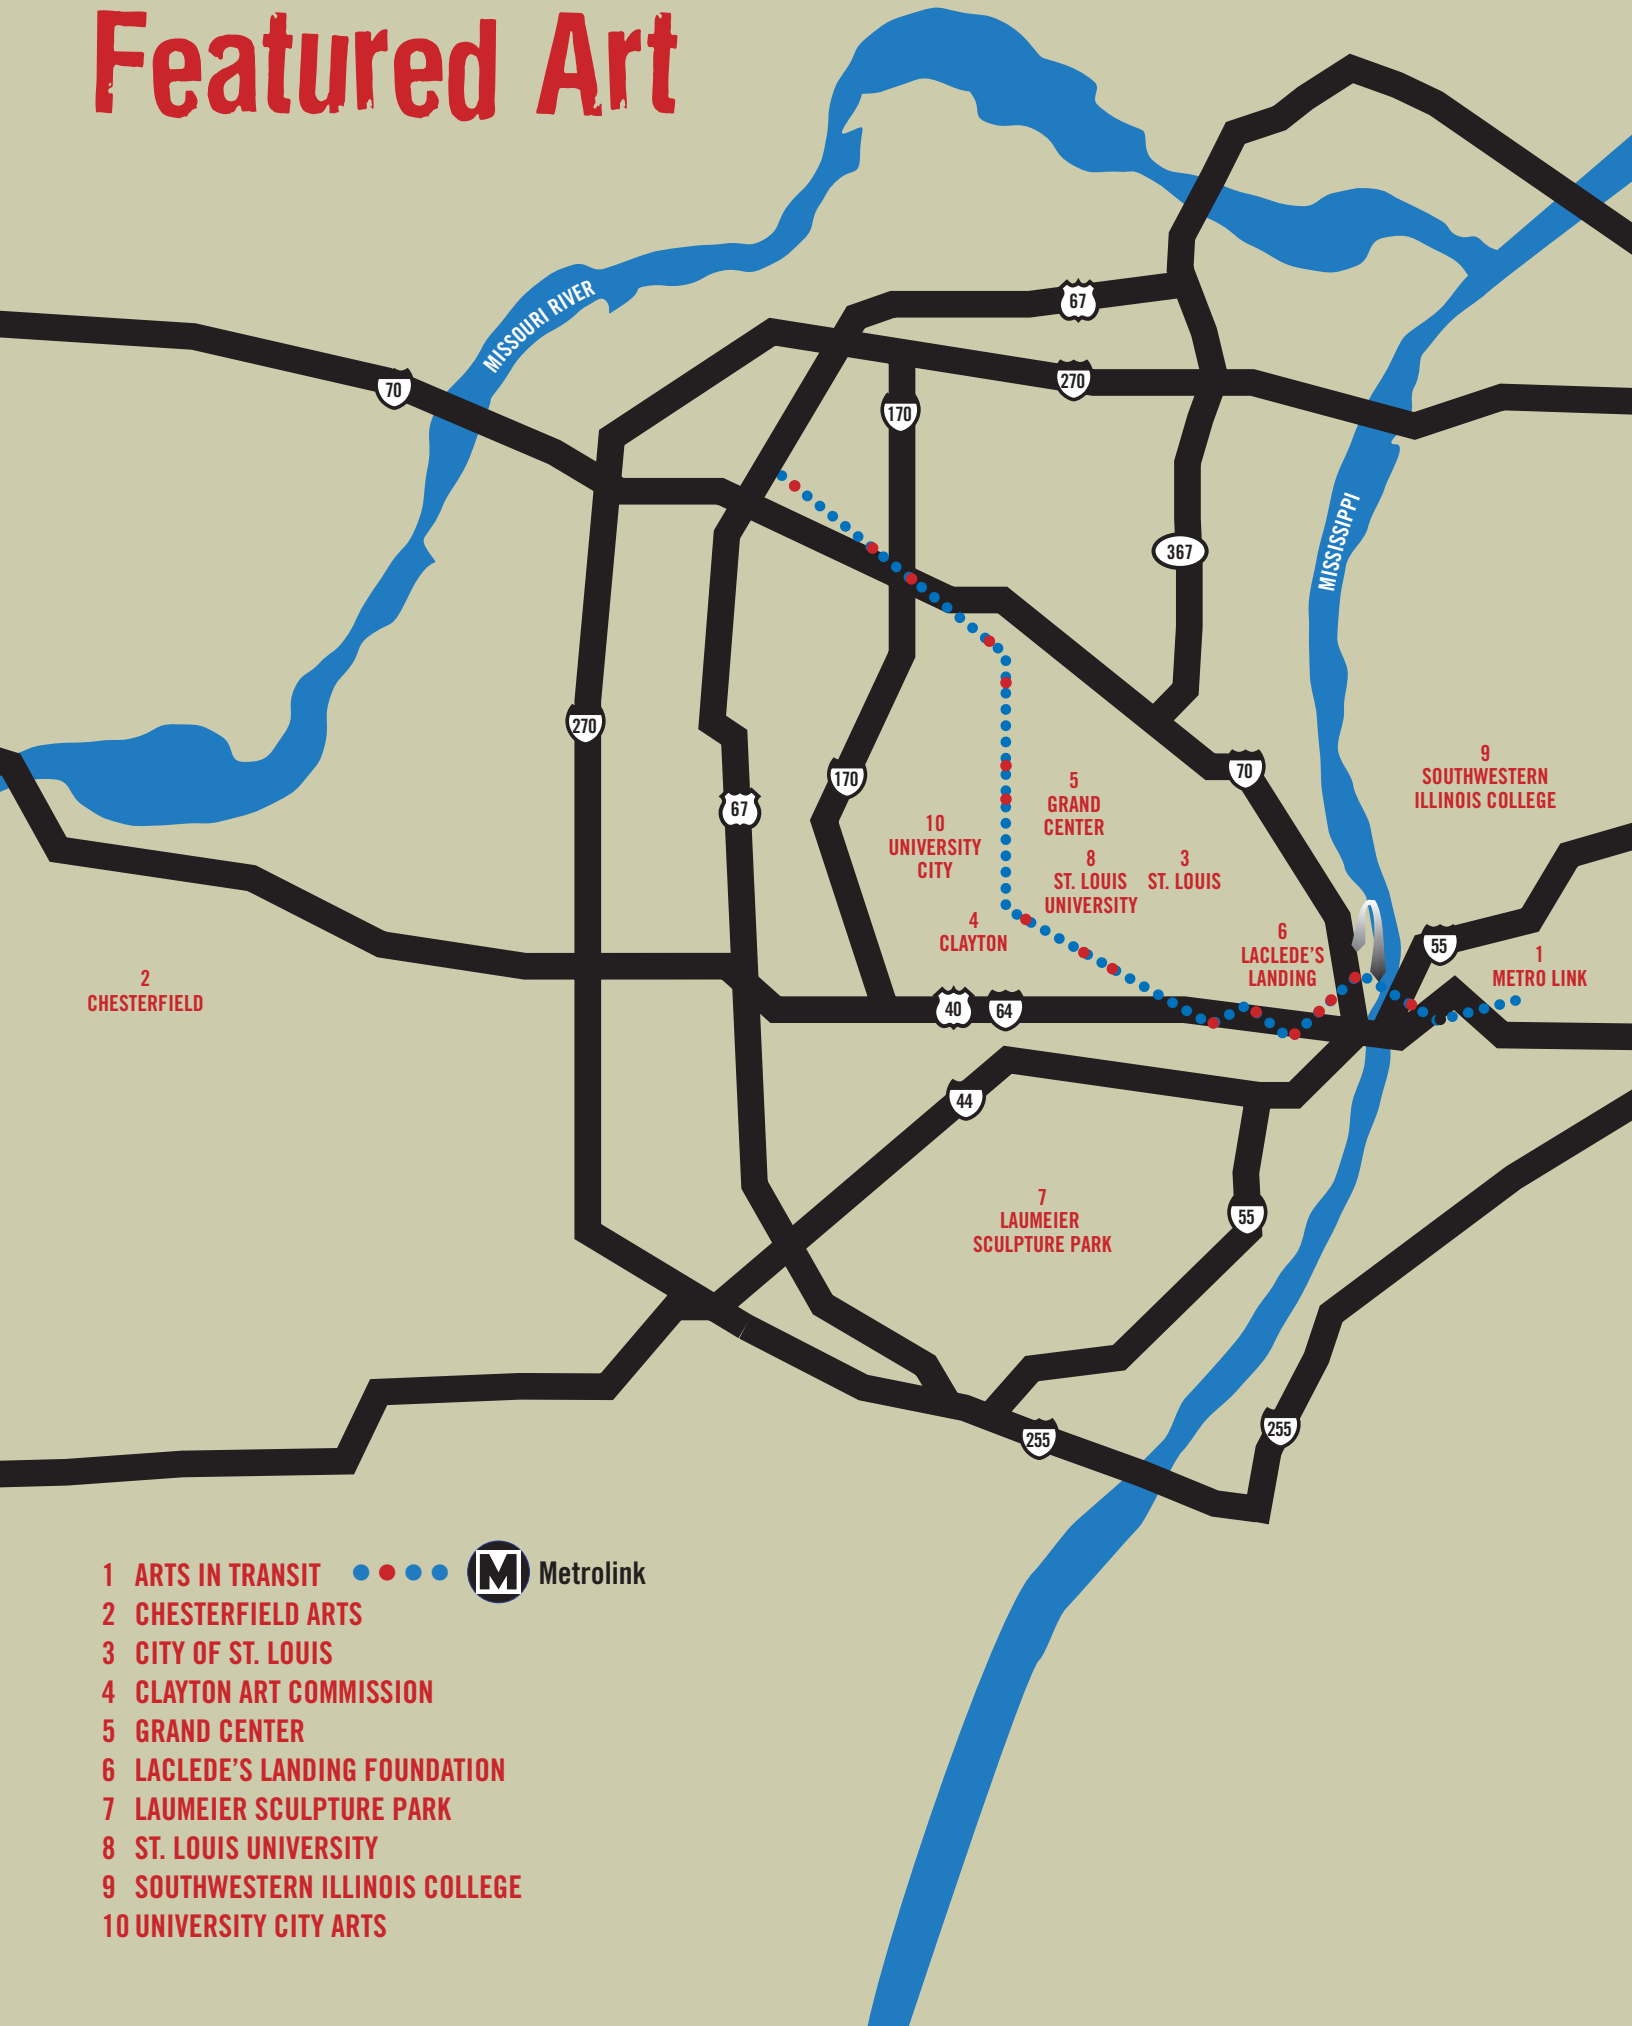 Featured Art
MISSOURI RIVER
67
70
270
170
MISSISSIPPI
367
270
170
70
67
9
SOUTHWESTERN
ILLINOIS COLLEGE
5
GRAND
CENTER
10
UNIVERSITY
CITY
8
ST. LOUIS
UNIVERSITY
3
ST. LOUIS
4
CLAYTON
6
LACLEDE'S
LANDING
55
1
METRO LINK
2
CHESTERFIELD
40
64
44
7
LAUMEIER
SCULPTURE PARK
55
255
255
1 ARTS IN TRANSIT M Metrolink
2 CHESTERFIELD ARTS
3 CITY OF ST. LOUIS
4 CLAYTON ART COMMISSION
5 GRAND CENTER
6 LACLEDE'S LANDING FOUNDATION
7 LAUMEIER SCULPTURE PARK
8 ST. LOUIS UNIVERSITY
9 SOUTHWESTERN ILLINOIS COLLEGE
10 UNIVERSITY CITY ARTS